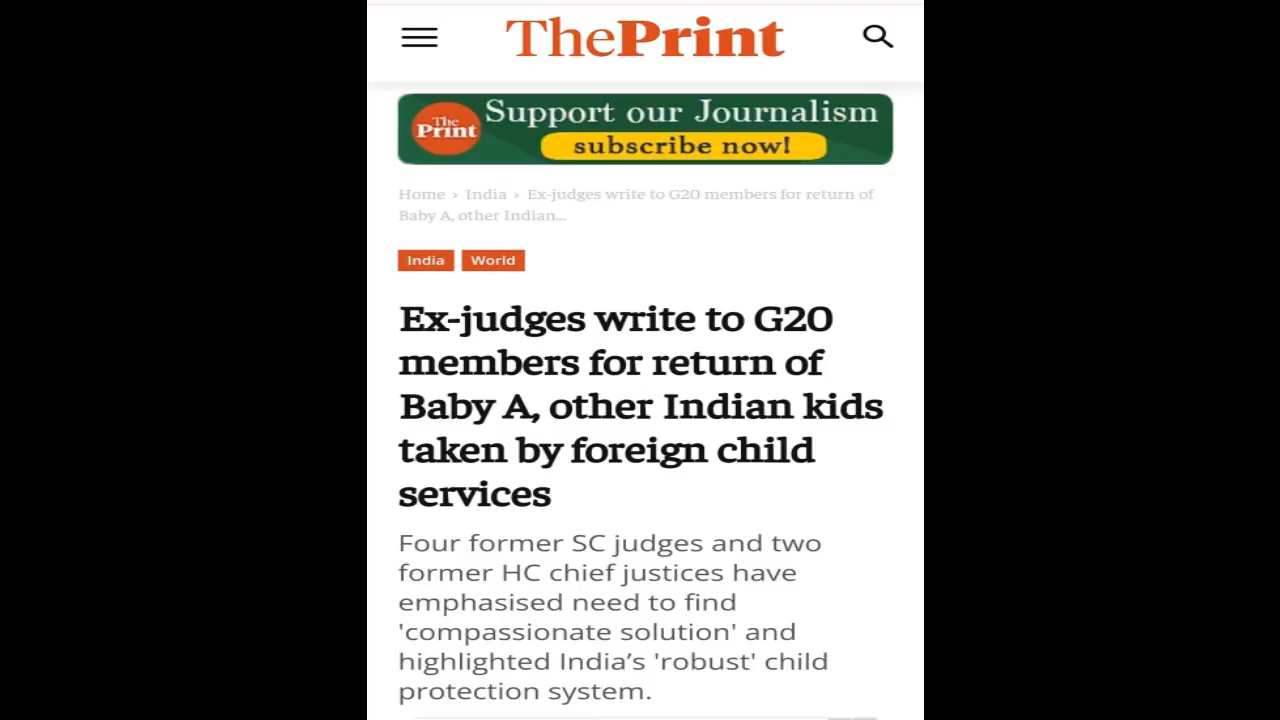 ThePrint
The
Print
Support our Journalism
subscribe now!
Home › India › Ex-judges write to G20 members for return of
Baby A, other Indian...
India World
Ex-judges write to G20
members for return of
Baby A, other Indian kids
taken by foreign child
services
Four former SC judges and two
former HC chief justices have
emphasised need to find
'compassionate solution' and
highlighted India’s 'robust' child
protection system.